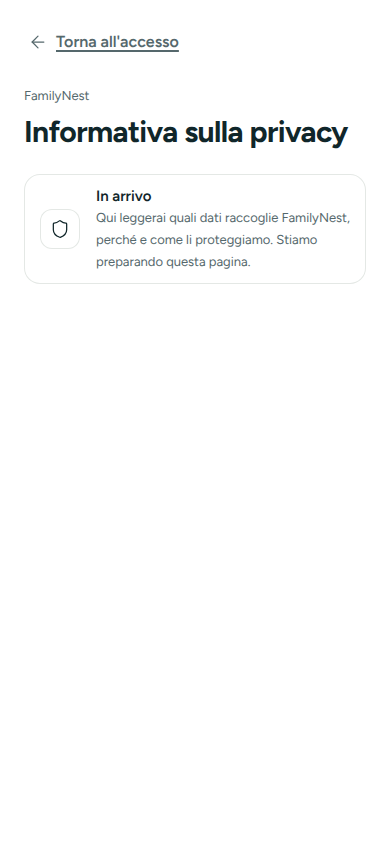 Torna all'accesso
FamilyNest
Informativa sulla privacy
In arrivo
Qui leggerai quali dati raccoglie FamilyNest,
perché e come li proteggiamo. Stiamo
preparando questa pagina.